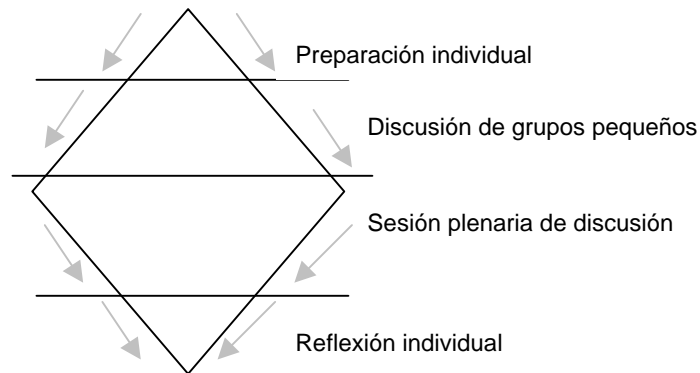 Preparación individual
Discusión de grupos pequeños
Sesión plenaria de discusión
Reflexión individual